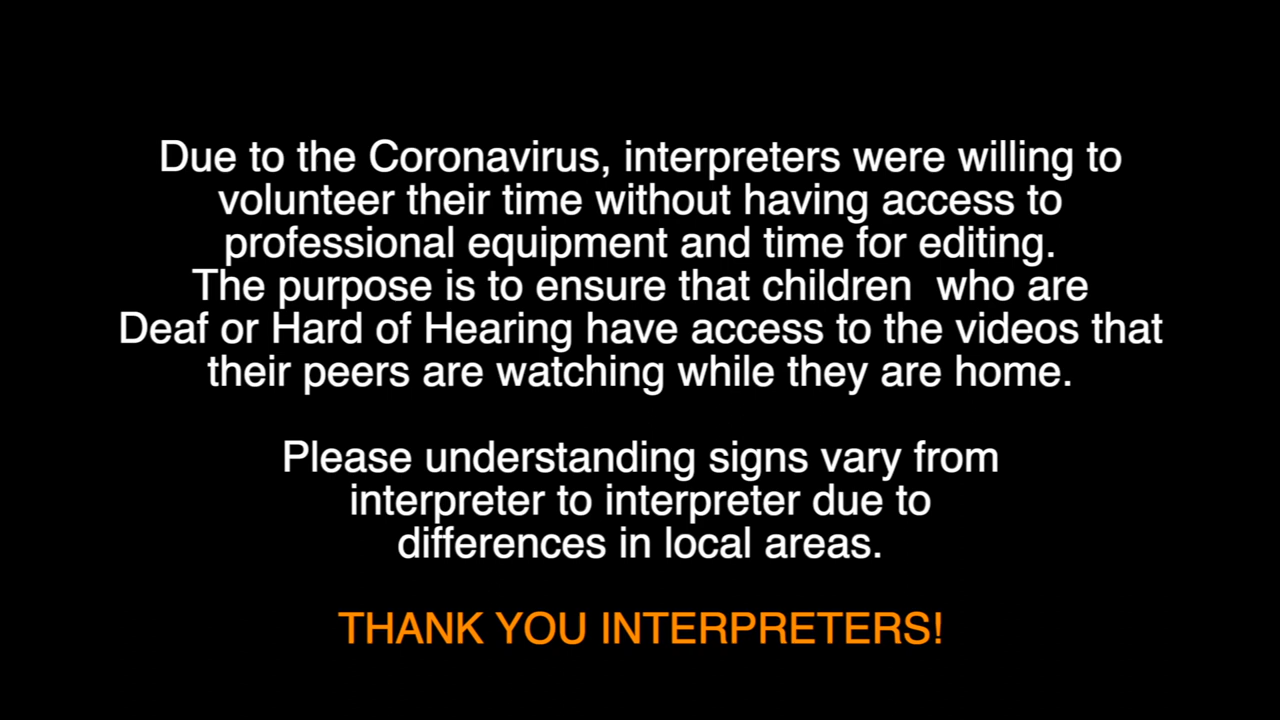 Due to the Coronavirus, interpreters were willing to
volunteer their time without having access to
professional equipment and time for editing.
The purpose is to ensure that children  who are
Deaf or Hard of Hearing have access to the videos that
their peers are watching while they are home.
Please understanding signs vary from
interpreter to interpreter due to
differences in local areas.
THANK YOU INTERPRETERS!